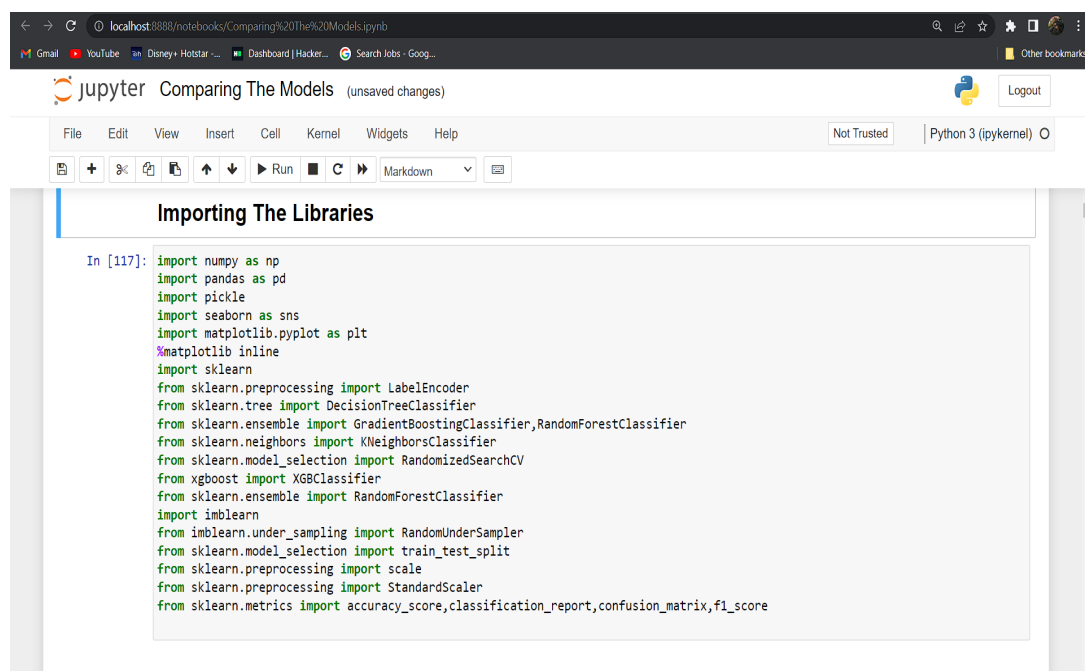 localhost:8888/notebooks/Comparing%20The%20Models.ipynb
Gmail YouTube Disney+ Hotstar -... Dashboard | Hacker... Search Jobs - Goog... Other bookmarks
jupyter Comparing The Models (unsaved changes) Logout
File Edit View Insert Cell Kernel Widgets Help Not Trusted Python 3 (ipykernel)
Run Markdown
Importing The Libraries
In [117]: import numpy as np
import pandas as pd
import pickle
import seaborn as sns
import matplotlib.pyplot as plt
%matplotlib inline
import sklearn
from sklearn.preprocessing import LabelEncoder
from sklearn.tree import DecisionTreeClassifier
from sklearn.ensemble import GradientBoostingClassifier,RandomForestClassifier
from sklearn.neighbors import KNeighborsClassifier
from sklearn.model_selection import RandomizedSearchCV
from xgboost import XGBClassifier
from sklearn.ensemble import RandomForestClassifier
import imblearn
from imblearn.under_sampling import RandomUnderSampler
from sklearn.model_selection import train_test_split
from sklearn.preprocessing import scale
from sklearn.preprocessing import StandardScaler
from sklearn.metrics import accuracy_score,classification_report,confusion_matrix,f1_score